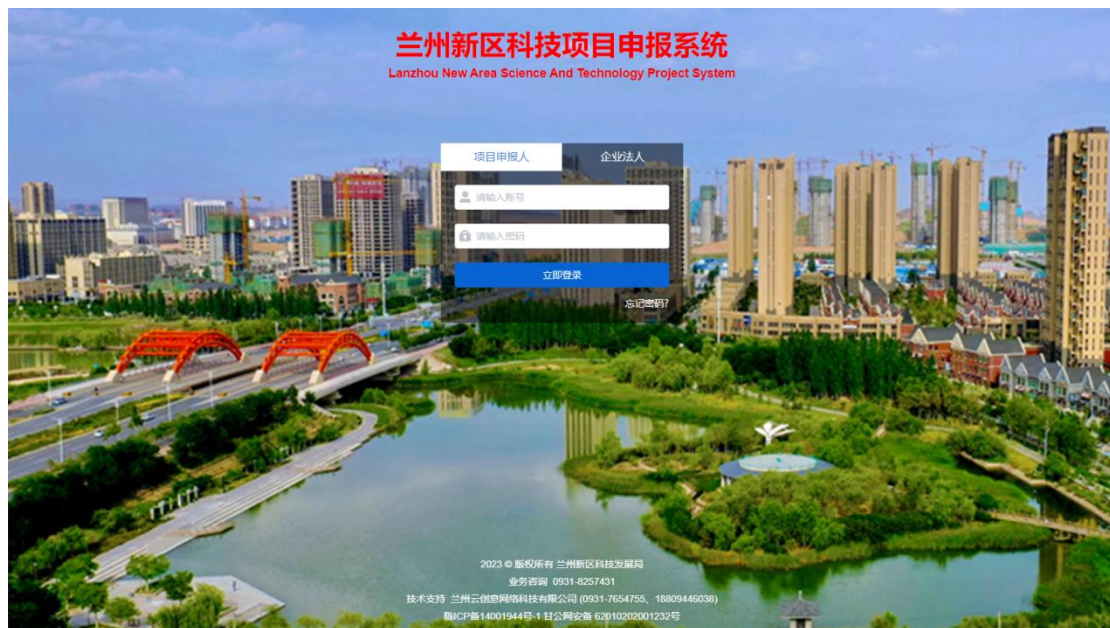 兰州新区科技项目申报系统
Lanzhou New Area Science And Technology Project System
项目申报人 企业法人
请输入账号
请输入密码
立即登录
忘记密码?
2023 © 版权所有 兰州新区科技发展局
业务咨询 0931-8257431
技术支持 兰州云创意网络科技有限公司 (0931-7654755、18809446038)
陇ICP备14001944号-1 甘公网安备 62010202001232号